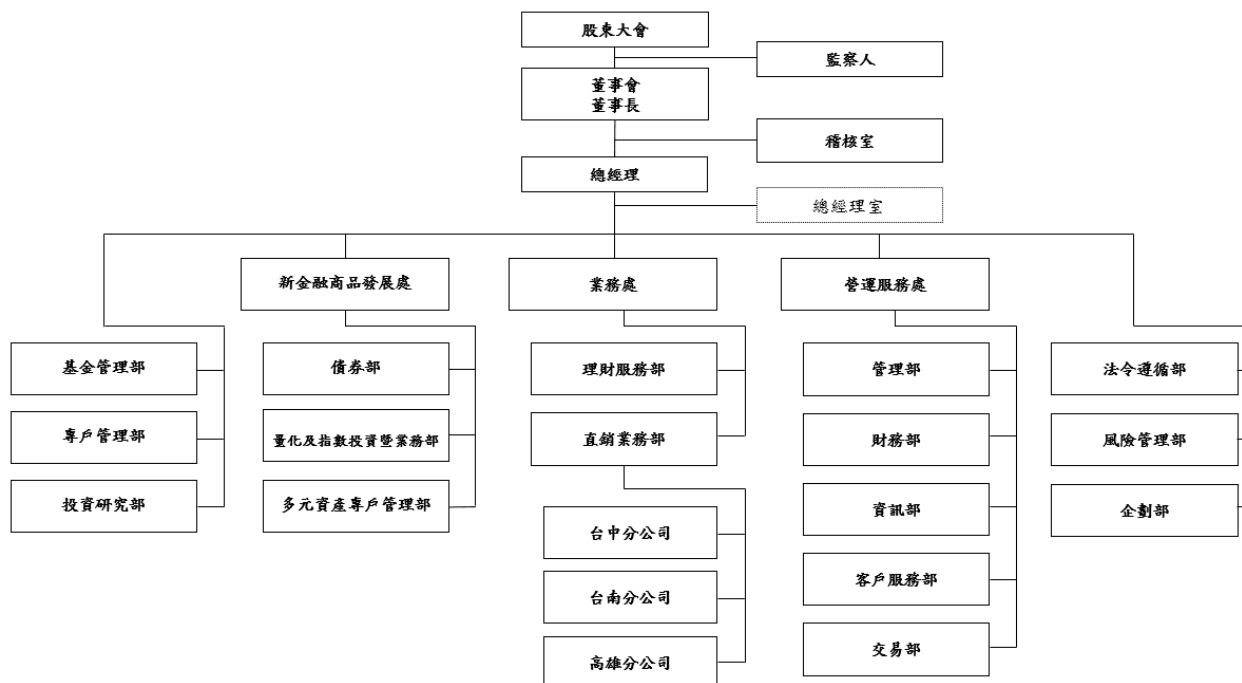 股東大會
監察人
董事會
董事長
稽核室
總經理
總經理室
新金融商品發展處
業務處
營運服務處
基金管理部
債券部
理財服務部
管理部
法令遵循部
專戶管理部
量化及指數投資暨業務部
直銷業務部
財務部
風險管理部
投資研究部
多元資產專戶管理部
台中分公司
資訊部
企劃部
台南分公司
客戶服務部
高雄分公司
交易部